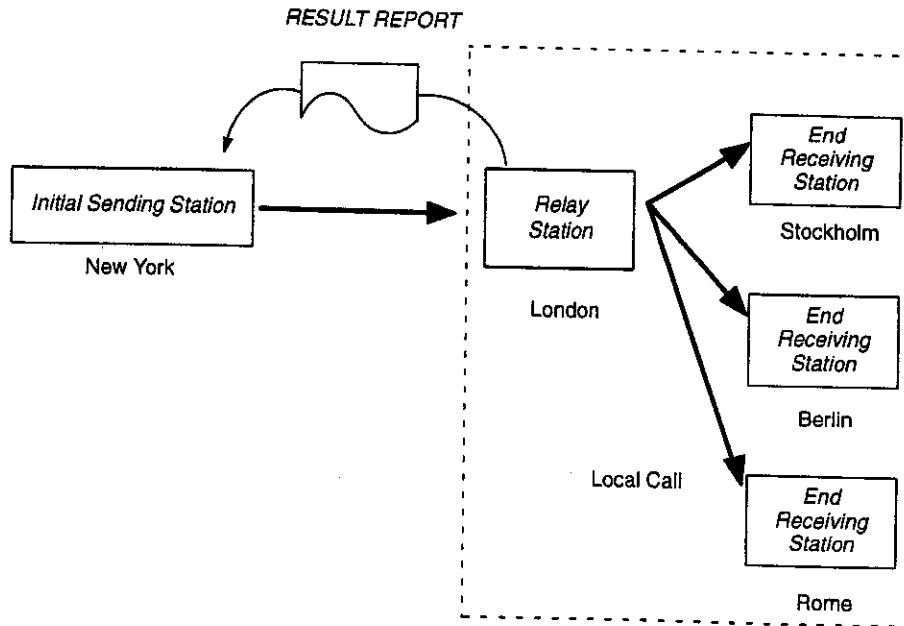 RESULT REPORT
Initial Sending Station
New York
Relay
Station
London
End
Receiving
Station
Stockholm
End
Receiving
Station
Berlin
Local Call
End
Receiving
Station
Rome